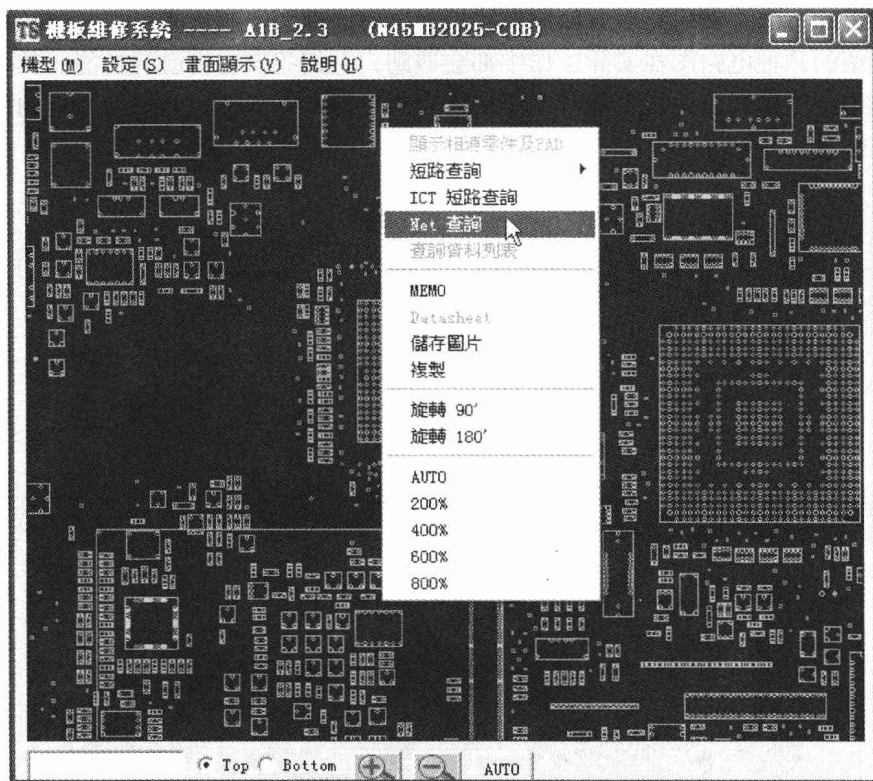 TS 機板維修系統 ---- A1B_2.3 (N45MB2025-C0B)
機型(M) 設定(S) 畫面顯示(V) 說明(H)
顯示相連零件及PAD
短路查詢
ICT 短路查詢
Net 查詢
查詢資料列表
MEMO
Datasheet
儲存圖片
複製
旋轉 90'
旋轉 180'
AUTO
200%
400%
600%
800%
Top Bottom AUTO